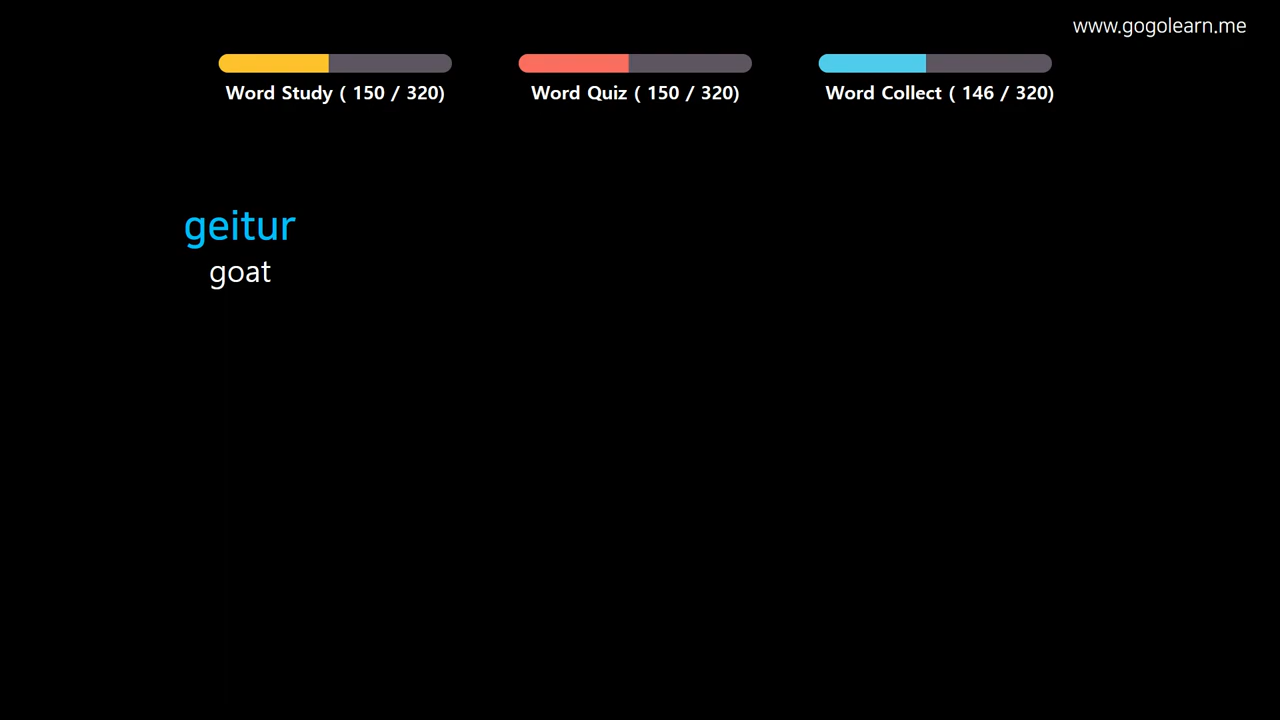 www.gogolearn.me
Word Study ( 150 / 320)
Word Quiz ( 150 / 320)
Word Collect ( 146 / 320)
geitur
goat